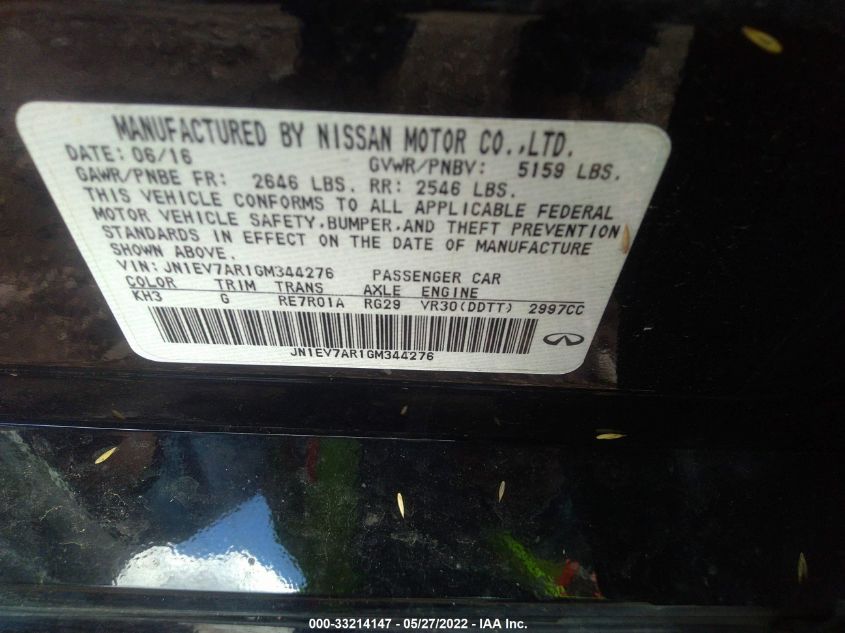 MANUFACTURED BY NISSAN MOTOR CO.,LTD.
DATE: 06/16 GVWR/PNBV: 5159 LBS.
GAWR/PNBE FR: 2646 LBS. RR: 2546 LBS.
THIS VEHICLE CONFORMS TO ALL APPLICABLE FEDERAL
MOTOR VEHICLE SAFETY,BUMPER,AND THEFT PREVENTION
STANDARDS IN EFFECT ON THE DATE OF MANUFACTURE
SHOWN ABOVE.
VIN: JN1EV7AR1GM344276 PASSENGER CAR
COLOR TRIM TRANS AXLE ENGINE
KH3 G RE7R01A RG29 VR30(DDTT) 2997CC
JN1EV7AR1GM344276
000-33214147 - 05/27/2022 - IAA Inc.